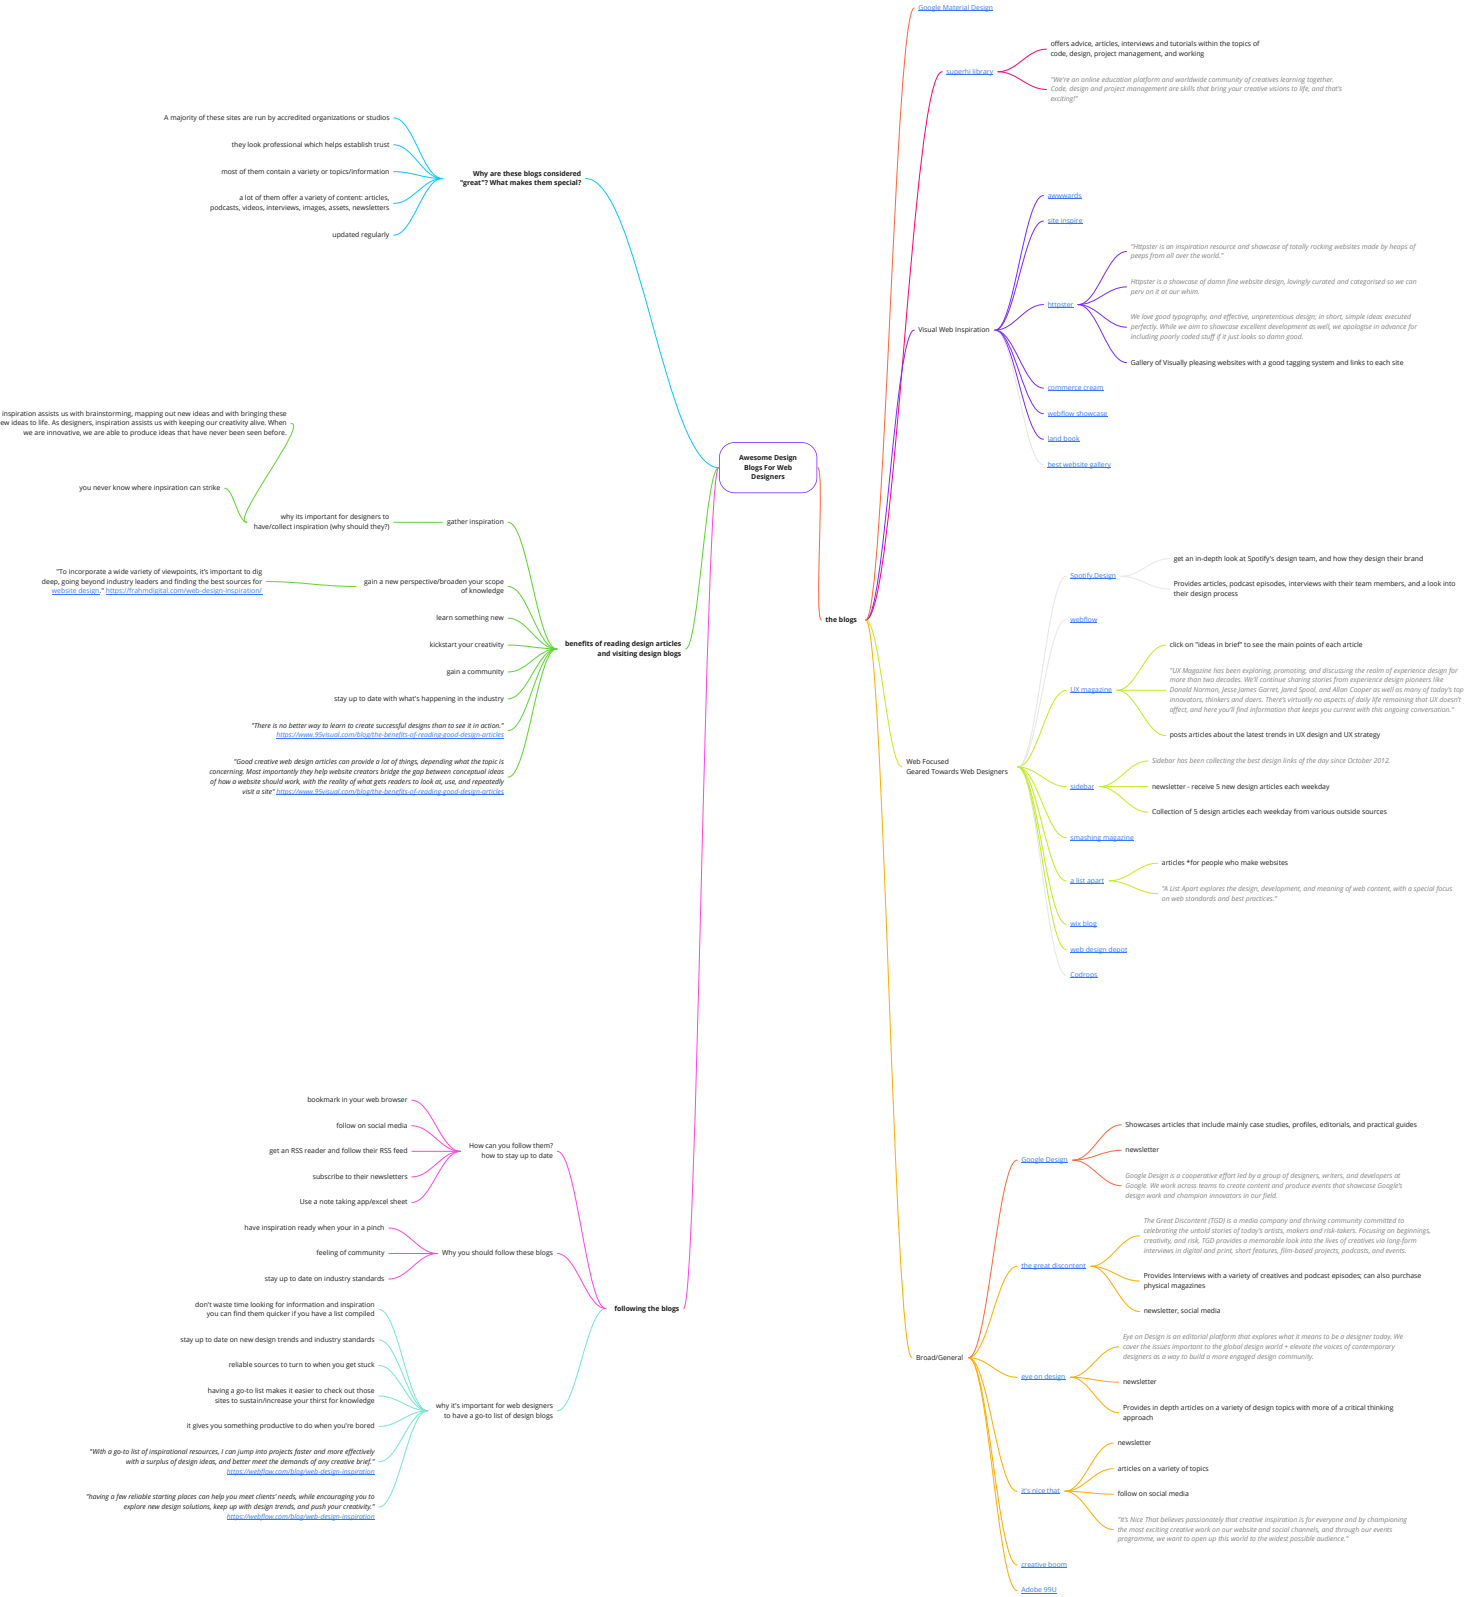 Awesome Design
Blogs For Web
Designers
Why are these blogs considered
"great"? What makes them special?
A majority of these sites are run by accredited organizations or studios
they look professional which helps establish trust
most of them contain a variety or topics/information
a lot of them offer a variety of content: articles,
podcasts, videos, interviews, images, assets, newsletters
updated regularly
benefits of reading design articles
and visiting design blogs
gather inspiration
why its important for designers to
have/collect inspiration (why should they?)
inspiration assists us with brainstorming, mapping out new ideas and with bringing these
ew ideas to life. As designers, inspiration assists us with keeping our creativity alive. When
we are innovative, we are able to produce ideas that have never been seen before.
you never know where inpsiration can strike
gain a new perspective/broaden your scope
of knowledge
"To incorporate a wide variety of viewpoints, it's important to dig
deep, going beyond industry leaders and finding the best sources for
website design." https://frahmdigital.com/web-design-inspiration/
learn something new
kickstart your creativity
gain a community
stay up to date with what's happening in the industry
"There is no better way to learn to create successful designs than to see it in action."
https://www.95visual.com/blog/the-benefits-of-reading-good-design-articles
"Good creative web design articles can provide a lot of things, depending what the topic is
concerning. Most importantly they help website creators bridge the gap between conceptual ideas
of how a website should work, with the reality of what gets readers to look at, use, and repeatedly
visit a site" https://www.95visual.com/blog/the-benefits-of-reading-good-design-articles
following the blogs
How can you follow them?
how to stay up to date
bookmark in your web browser
follow on social media
get an RSS reader and follow their RSS feed
subscribe to their newsletters
Use a note taking app/excel sheet
Why you should follow these blogs
have inspiration ready when your in a pinch
feeling of community
stay up to date on industry standards
why it's important for web designers
to have a go-to list of design blogs
don't waste time looking for information and inspiration
you can find them quicker if you have a list compiled
stay up to date on new design trends and industry standards
reliable sources to turn to when you get stuck
having a go-to list makes it easier to check out those
sites to sustain/increase your thirst for knowledge
it gives you something productive to do when you're bored
"With a go-to list of inspirational resources, I can jump into projects faster and more effectively
with a surplus of design ideas, and better meet the demands of any creative brief."
https://webflow.com/blog/web-design-inspiration
"having a few reliable starting places can help you meet clients' needs, while encouraging you to
explore new design solutions, keep up with design trends, and push your creativity."
https://webflow.com/blog/web-design-inspiration
the blogs
Google Material Design
superhi library
offers advice, articles, interviews and tutorials within the topics of
code, design, project management, and working
"We're an online education platform and worldwide community of creatives learning together.
Code, design and project management are skills that bring your creative visions to life, and that's
exciting!"
Visual Web Inspiration
awwwards
site inspire
httpster
"Httpster is an inspiration resource and showcase of totally rocking websites made by heaps of
peeps from all over the world."
Httpster is a showcase of damn fine website design, lovingly curated and categorised so we can
perv on it at our whim.
We love good typography, and effective, unpretentious design; in short, simple ideas executed
perfectly. While we aim to showcase excellent development as well, we apologise in advance for
including poorly coded stuff if it just looks so damn good.
Gallery of Visually pleasing websites with a good tagging system and links to each site
commerce cream
webflow showcase
land book
best website gallery
Web Focused
Geared Towards Web Designers
Spotify.Design
get an in-depth look at Spotify's design team, and how they design their brand
Provides articles, podcast episodes, interviews with their team members, and a look into
their design process
webflow
UX magazine
click on "ideas in brief" to see the main points of each article
"UX Magazine has been exploring, promoting, and discussing the realm of experience design for
more than two decades. We'll continue sharing stories from experience design pioneers like
Donald Norman, Jesse James Garret, Jared Spool, and Allan Cooper as well as many of today's top
innovators, thinkers and doers. There's virtually no aspects of daily life remaining that UX doesn't
affect, and here you'll find information that keeps you current with this ongoing conversation."
posts articles about the latest trends in UX design and UX strategy
sidebar
Sidebar has been collecting the best design links of the day since October 2012.
newsletter - receive 5 new design articles each weekday
Collection of 5 design articles each weekday from various outside sources
smashing magazine
a list apart
articles *for people who make websites
"A List Apart explores the design, development, and meaning of web content, with a special focus
on web standards and best practices."
wix blog
web design depot
Codrops
Broad/General
Google Design
Showcases articles that include mainly case studies, profiles, editorials, and practical guides
newsletter
Google Design is a cooperative effort led by a group of designers, writers, and developers at
Google. We work across teams to create content and produce events that showcase Google's
design work and champion innovators in our field.
the great discontent
The Great Discontent (TGD) is a media company and thriving community committed to
celebrating the untold stories of today's artists, makers and risk-takers. Focusing on beginnings,
creativity, and risk, TGD provides a memorable look into the lives of creatives via long-form
interviews in digital and print, short features, film-based projects, podcasts, and events.
Provides Interviews with a variety of creatives and podcast episodes; can also purchase
physical magazines
newsletter, social media
eye on design
Eye on Design is an editorial platform that explores what it means to be a designer today. We
cover the issues important to the global design world + elevate the voices of contemporary
designers as a way to build a more engaged design community.
newsletter
Provides in depth articles on a variety of design topics with more of a critical thinking
approach
it's nice that
newsletter
articles on a variety of topics
follow on social media
"It's Nice That believes passionately that creative inspiration is for everyone and by championing
the most exciting creative work on our website and social channels, and through our events
programme, we want to open up this world to the widest possible audience."
creative boom
Adobe 99U